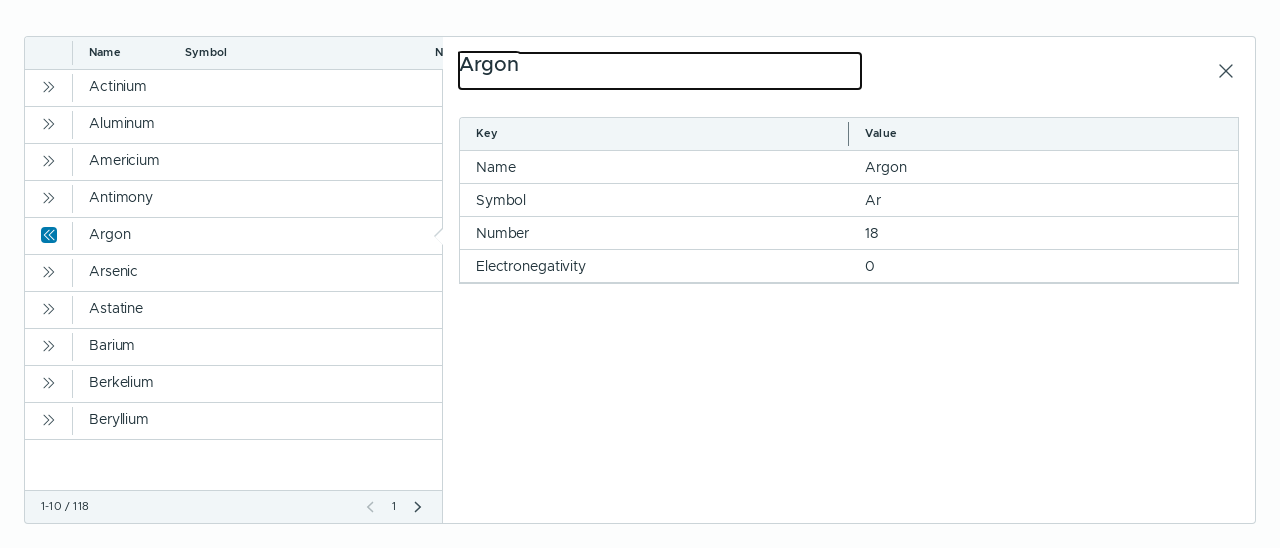 Name Symbol N
Actinium
Aluminum
Americium
Antimony
Argon
Arsenic
Astatine
Barium
Berkelium
Beryllium
1-10 / 118 1
Argon
Key Value
Name Argon
Symbol Ar
Number 18
Electronegativity 0